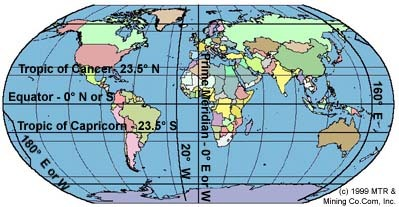 Tropic of Cancer- 23.5° N
Equator - 0° N or S
Tropic of Capricorn - 23.5° S
180° E or W
20° W
Prime Meridian - 0° E or W
160° E
(c) 1999 MTR &
Mining Co.Com, Inc.